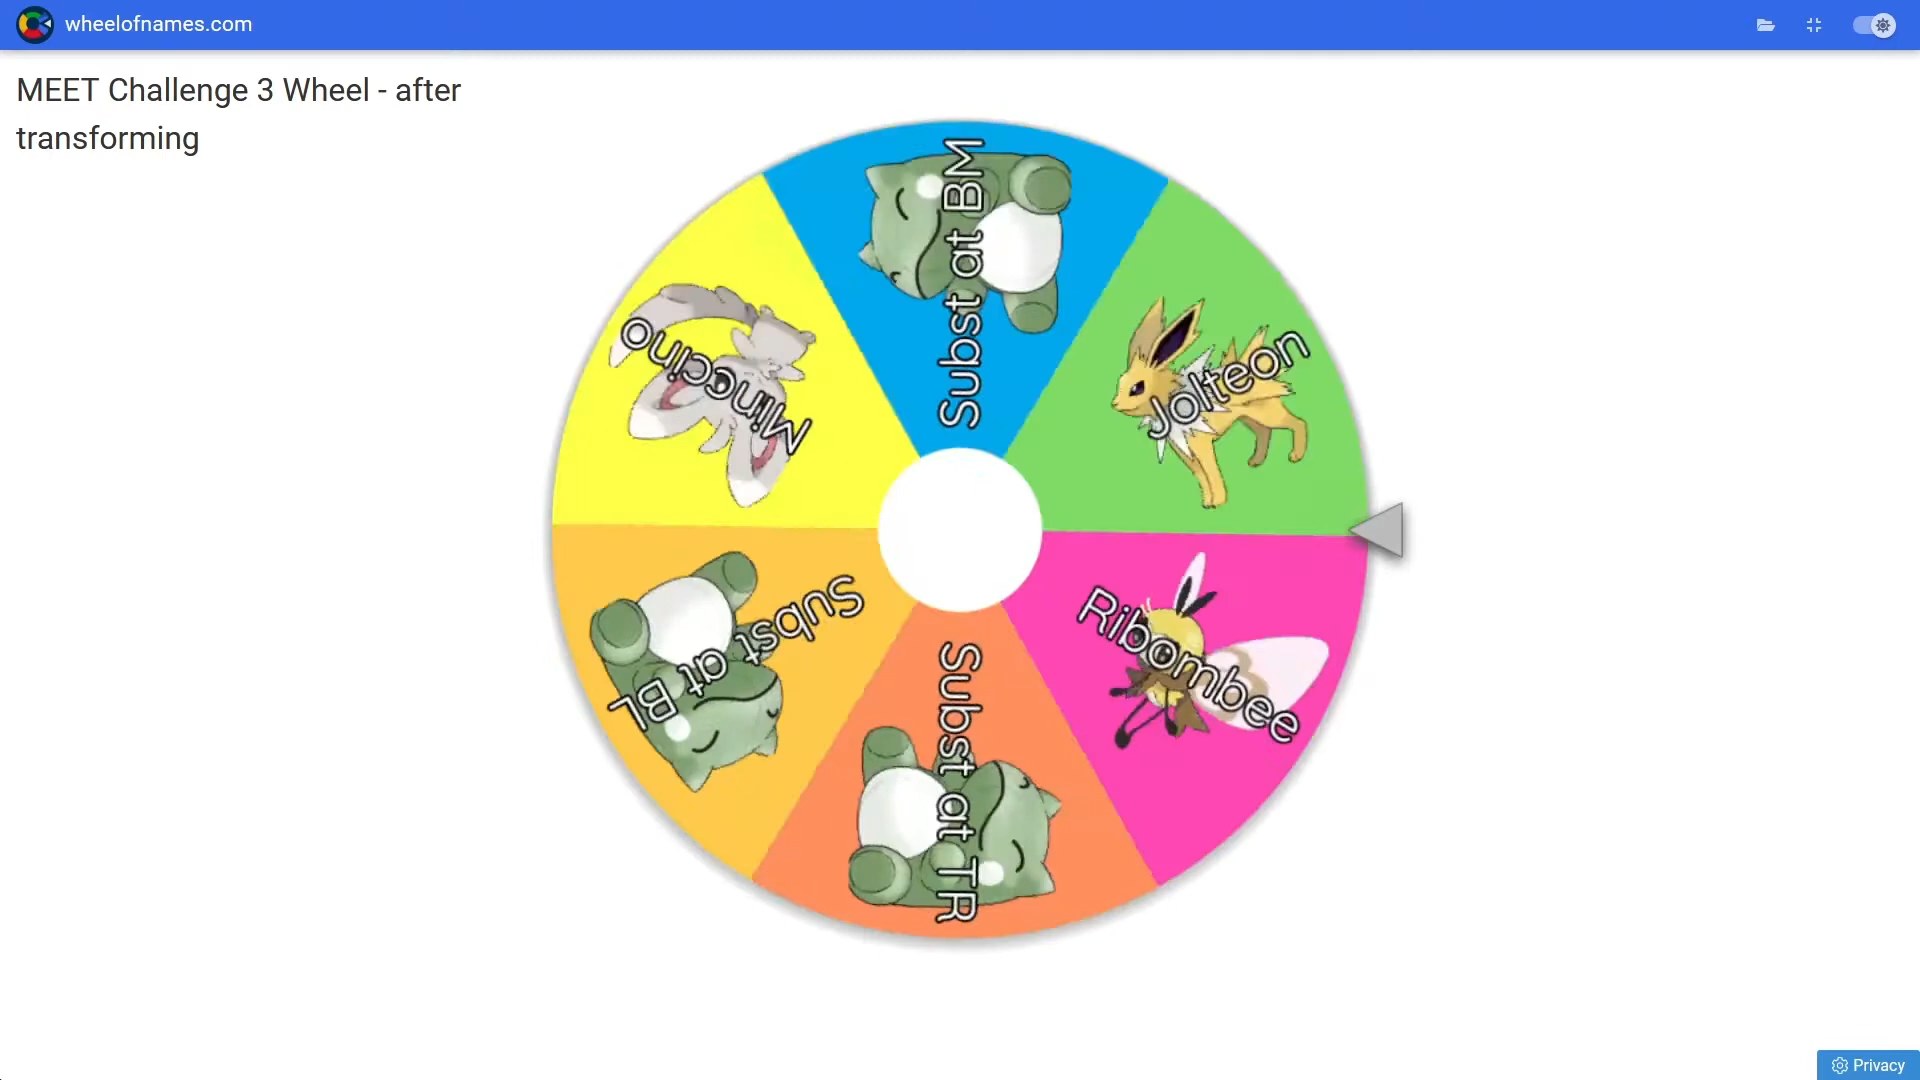 wheelofnames.com
MEET Challenge 3 Wheel - after
transforming
Subst at BM
Jolteon
Minccino
Subst at BL
Ribombee
Subst at TR
Privacy